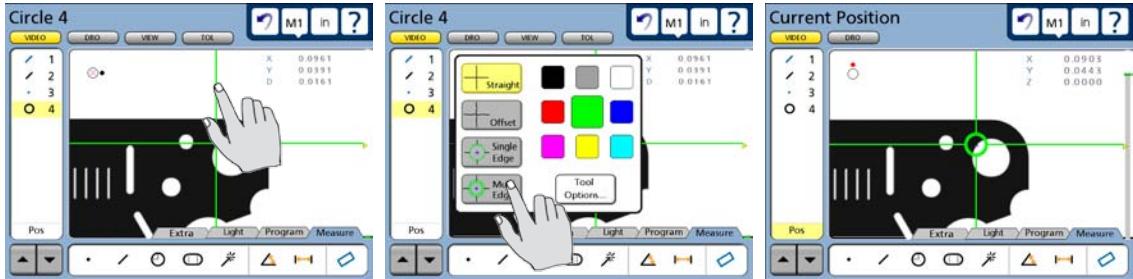 Circle 4
M1 in ?
VIDEO DRO VIEW TOL
1
2
3
4
X 0.0961
Y 0.0391
D 0.0161
Pos
Extra Light Program Measure
Circle 4
M1 in ?
VIDEO DRO VIEW TOL
1
2
3
4
X 0.0961
Y 0.0391
D 0.0161
Straight
Offset
Single
Edge
Tool
Options...
Pos
Light Program Measure
Current Position
M1 in ?
VIDEO DRO
1
2
3
4
X 0.0903
Y 0.0443
Z 0.0000
Pos
Extra Light Program Measure